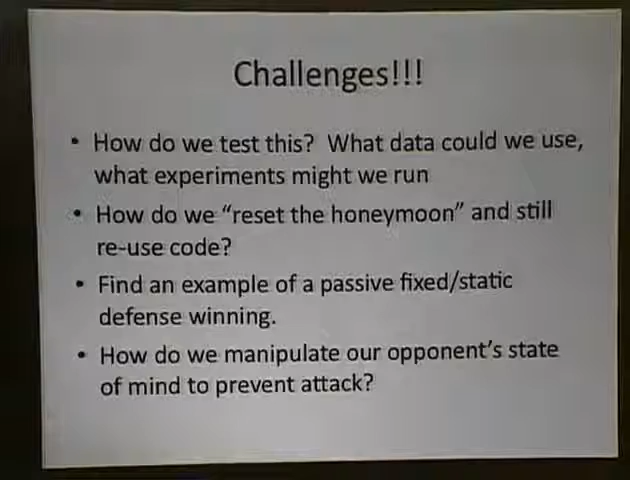 Challenges!!!
• How do we test this? What data could we use,
what experiments might we run
• How do we “reset the honeymoon” and still
re-use code?
• Find an example of a passive fixed/static
defense winning.
• How do we manipulate our opponent’s state
of mind to prevent attack?